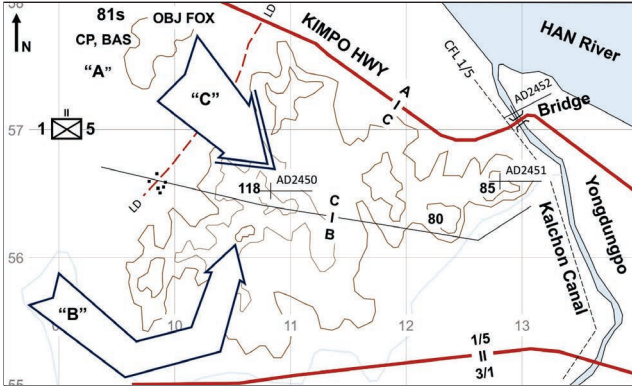 58
81s
OBJ FOX
LD
CP, BAS
N
"A"
KIMPO HWY
HAN River
CFL 1/5
"C"
A
I
C
AD2452
Bridge
II
1 5
57
118
AD2450
85
AD2451
LD
C
I
B
80
Kalchon Canal
Yongdungpo
56
"B"
10
11
12
13
1/5
II
3/1
55